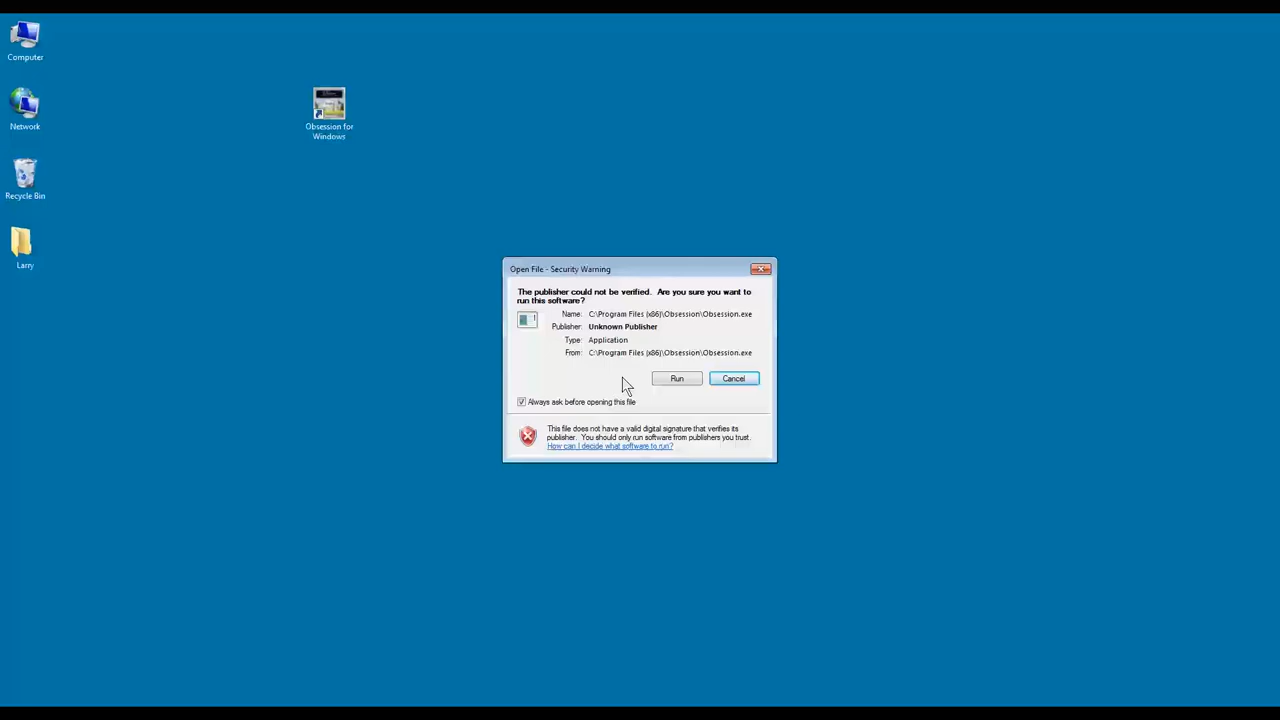 Computer
Network
Recycle Bin
Larry
Obsession for
Windows
Open File - Security Warning
The publisher could not be verified. Are you sure you want to
run this software?
Name: C:\Program Files (x86)\Obsession\Obsession.exe
Publisher: Unknown Publisher
Type: Application
From: C:\Program Files (x86)\Obsession\Obsession.exe
Run Cancel
Always ask before opening this file
This file does not have a valid digital signature that verifies its
publisher. You should only run software from publishers you trust.
How can I decide what software to run?